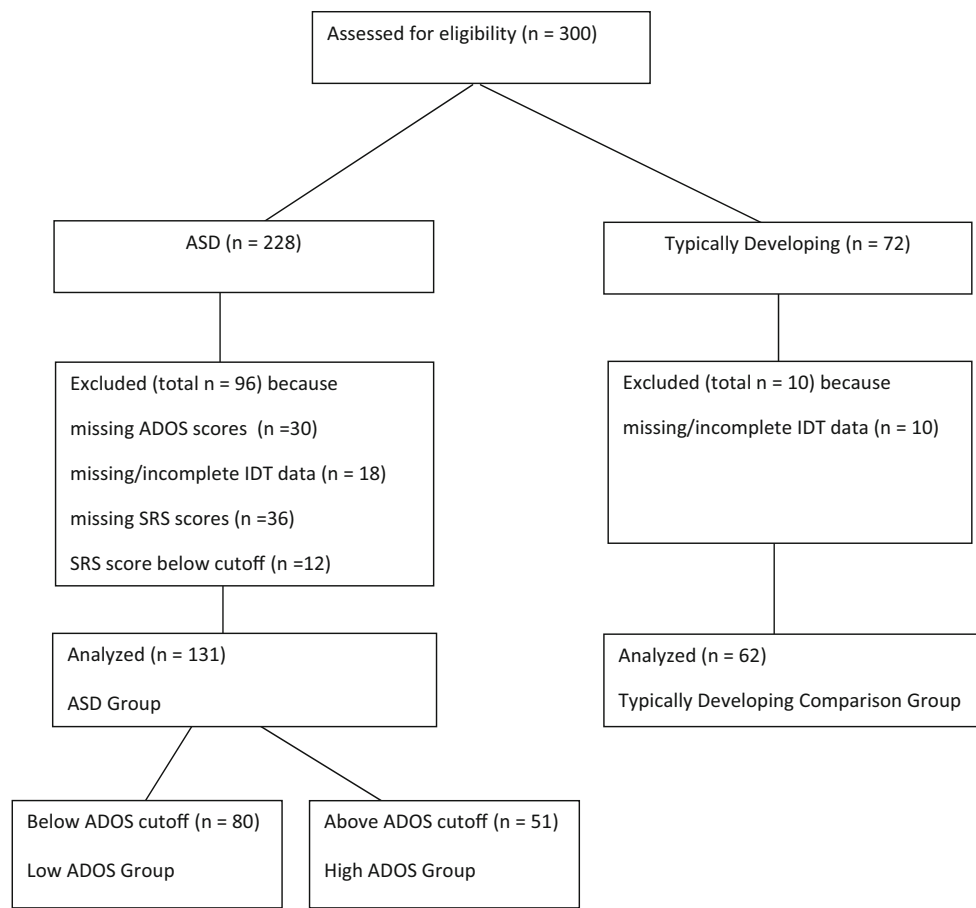 Assessed for eligibility (n = 300)
ASD (n = 228)
Typically Developing (n = 72)
Excluded (total n = 96) because
missing ADOS scores (n =30)
missing/incomplete IDT data (n = 18)
missing SRS scores (n =36)
SRS score below cutoff (n =12)
Excluded (total n = 10) because
missing/incomplete IDT data (n = 10)
Analyzed (n = 131)
ASD Group
Analyzed (n = 62)
Typically Developing Comparison Group
Below ADOS cutoff (n = 80)
Low ADOS Group
Above ADOS cutoff (n = 51)
High ADOS Group